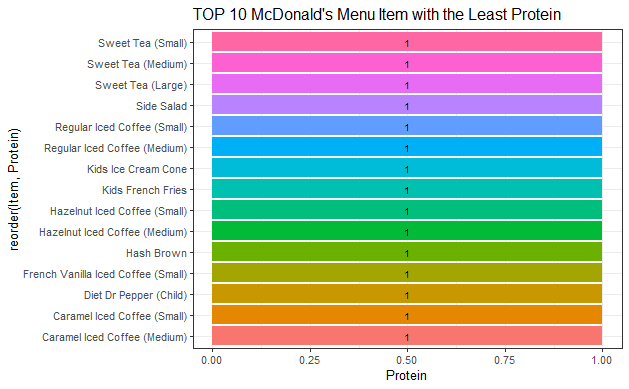 TOP 10 McDonald's Menu Item with the Least Protein
reorder(Item, Protein)
Sweet Tea (Small) 1
Sweet Tea (Medium) 1
Sweet Tea (Large) 1
Side Salad 1
Regular Iced Coffee (Small) 1
Regular Iced Coffee (Medium) 1
Kids Ice Cream Cone 1
Kids French Fries 1
Hazelnut Iced Coffee (Small) 1
Hazelnut Iced Coffee (Medium) 1
Hash Brown 1
French Vanilla Iced Coffee (Small) 1
Diet Dr Pepper (Child) 1
Caramel Iced Coffee (Small) 1
Caramel Iced Coffee (Medium) 1
0.00 0.25 0.50 0.75 1.00
Protein